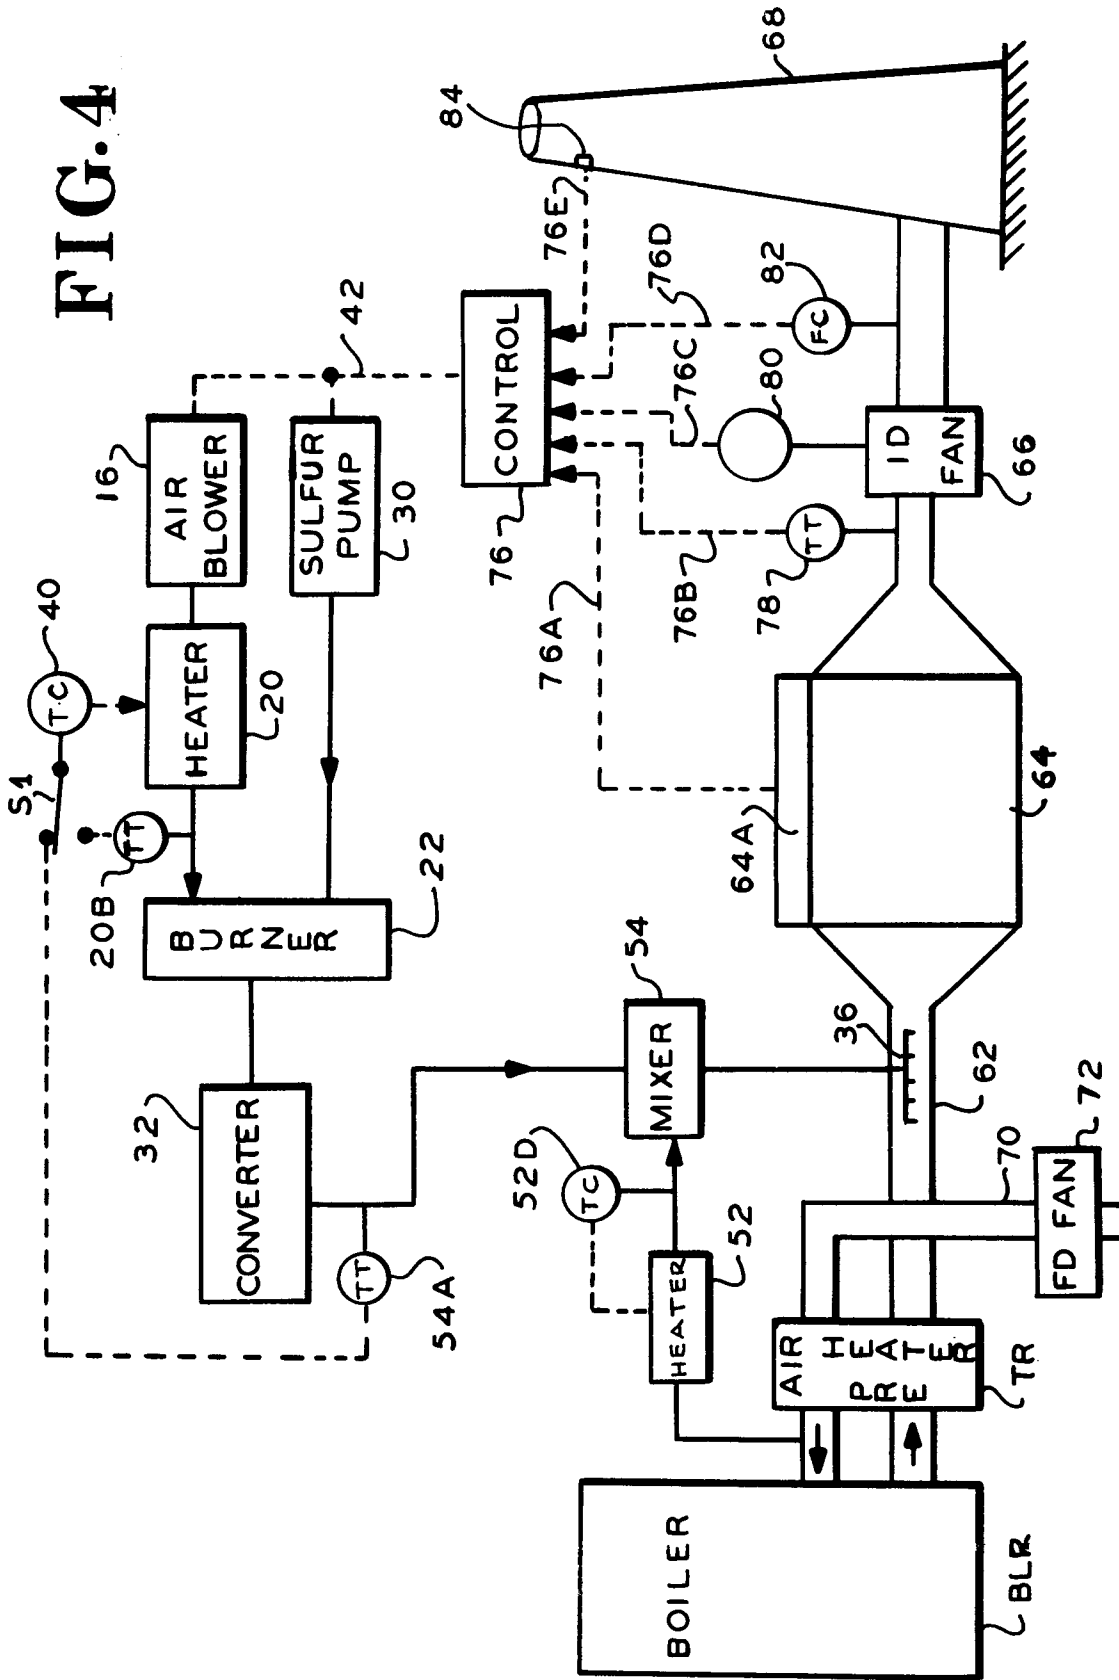 FIG.4
S1
T.C
40
16
AIR
BLOWER
42
20B
TT
HEATER
20
SULFUR
PUMP
30
BURNER
22
32
CONVERTER
TT
54A
CONTROL
76
76A
76B
76C
76D
76E
84
68
FC
82
80
TT
78
ID
FAN
66
64A
64
54
MIXER
52D
TC
52
HEATER
36
62
70
72
FD FAN
AIR
PREHEATER
TR
BOILER
BLR